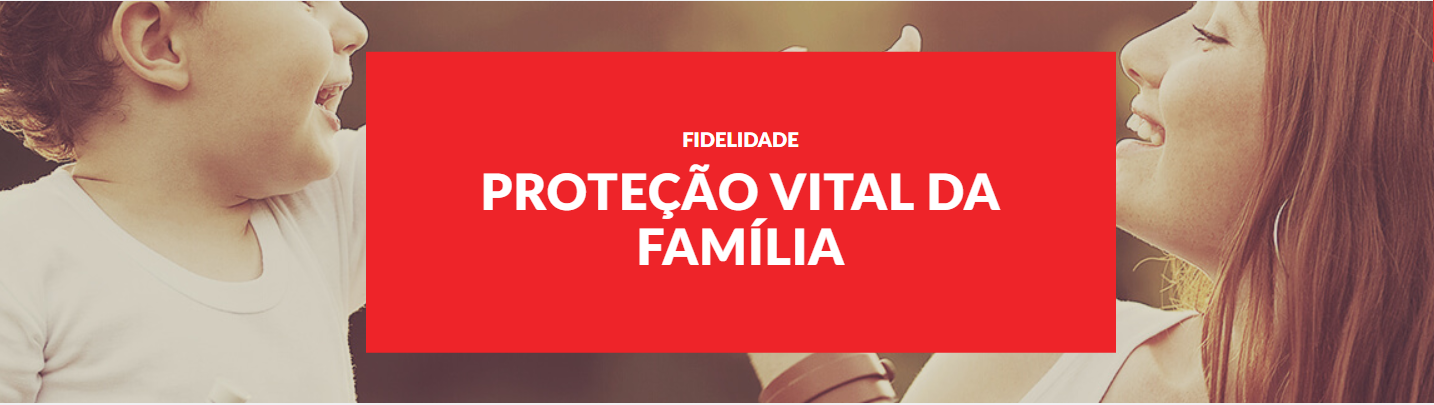 FIDELIDADE
PROTEÇÃO VITAL DA
FAMÍLIA